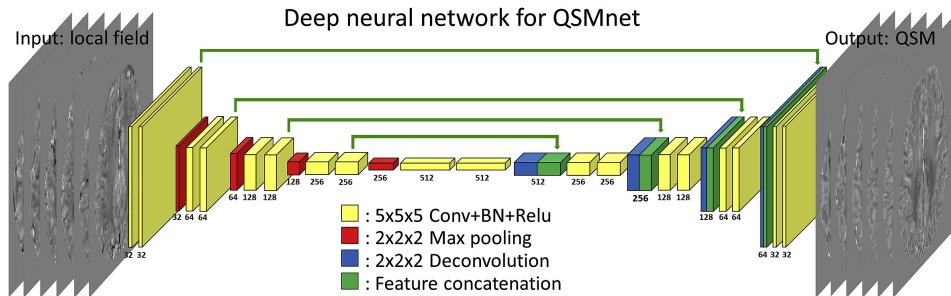 Deep neural network for QSMnet
Input: local field
Output: QSM
32 32
32 64 64
64 128 128
128 256 256
256 512 512
512 256 256
256 128 128
128 64 64
64 32 32
: 5x5x5 Conv+BN+Relu
: 2x2x2 Max pooling
: 2x2x2 Deconvolution
: Feature concatenation